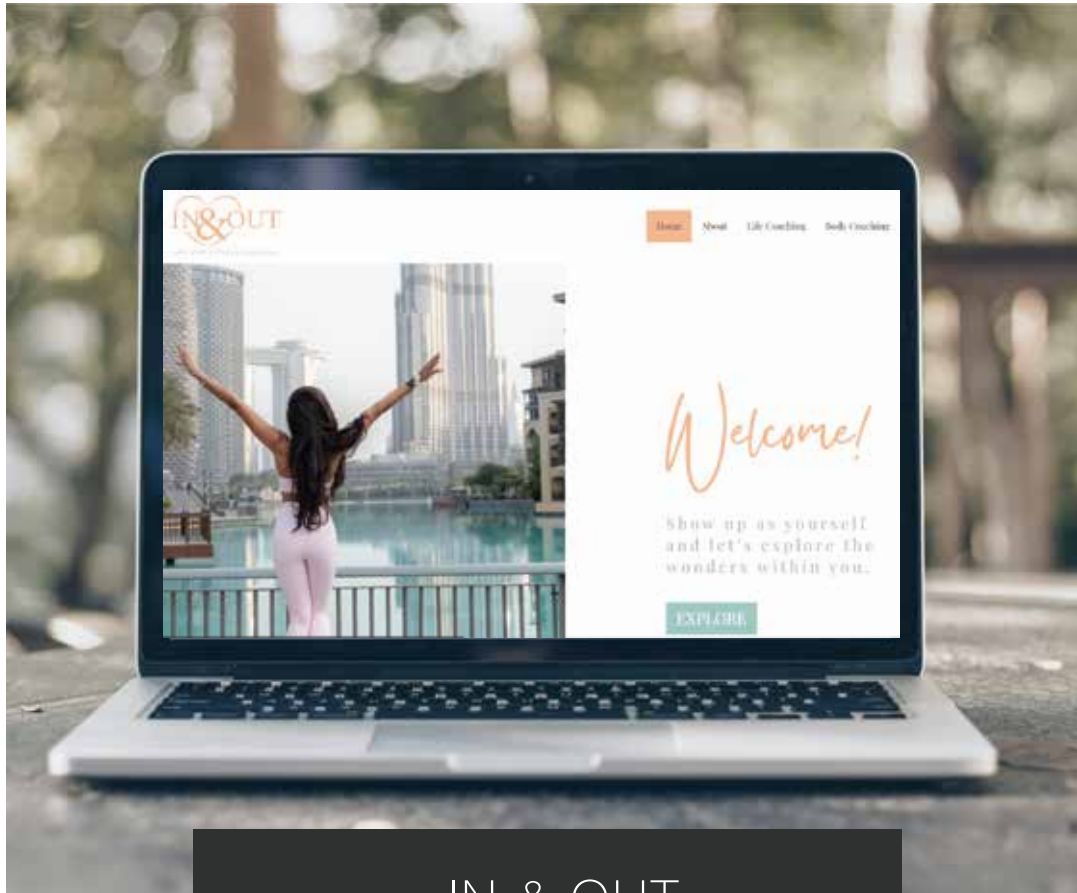 IN&OUT
Home About Life Coaching Body Coaching
Welcome!
Show up as yourself
and let's explore the
wonders within you.
EXPLORE
IN & OUT